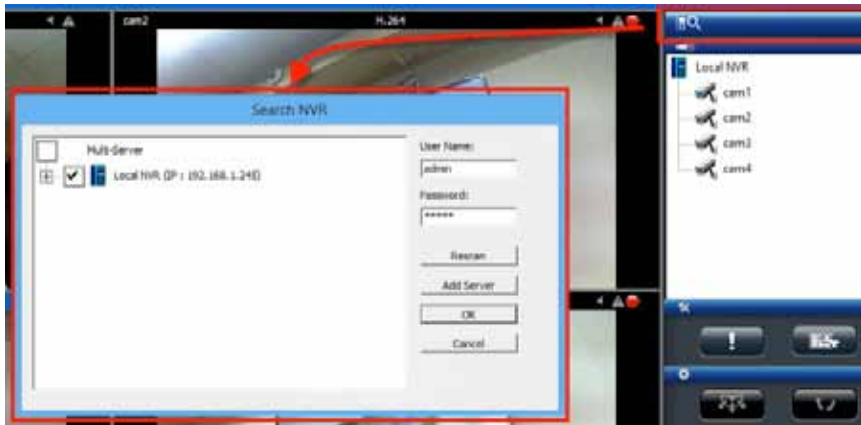 cam2
H.264
Search NVR
Multi-Server
Local NVR (IP : 192.168.1.248)
User Name:
admin
Password:
*****
Rescan
Add Server
OK
Cancel
Local NVR
cam1
cam2
cam3
cam4